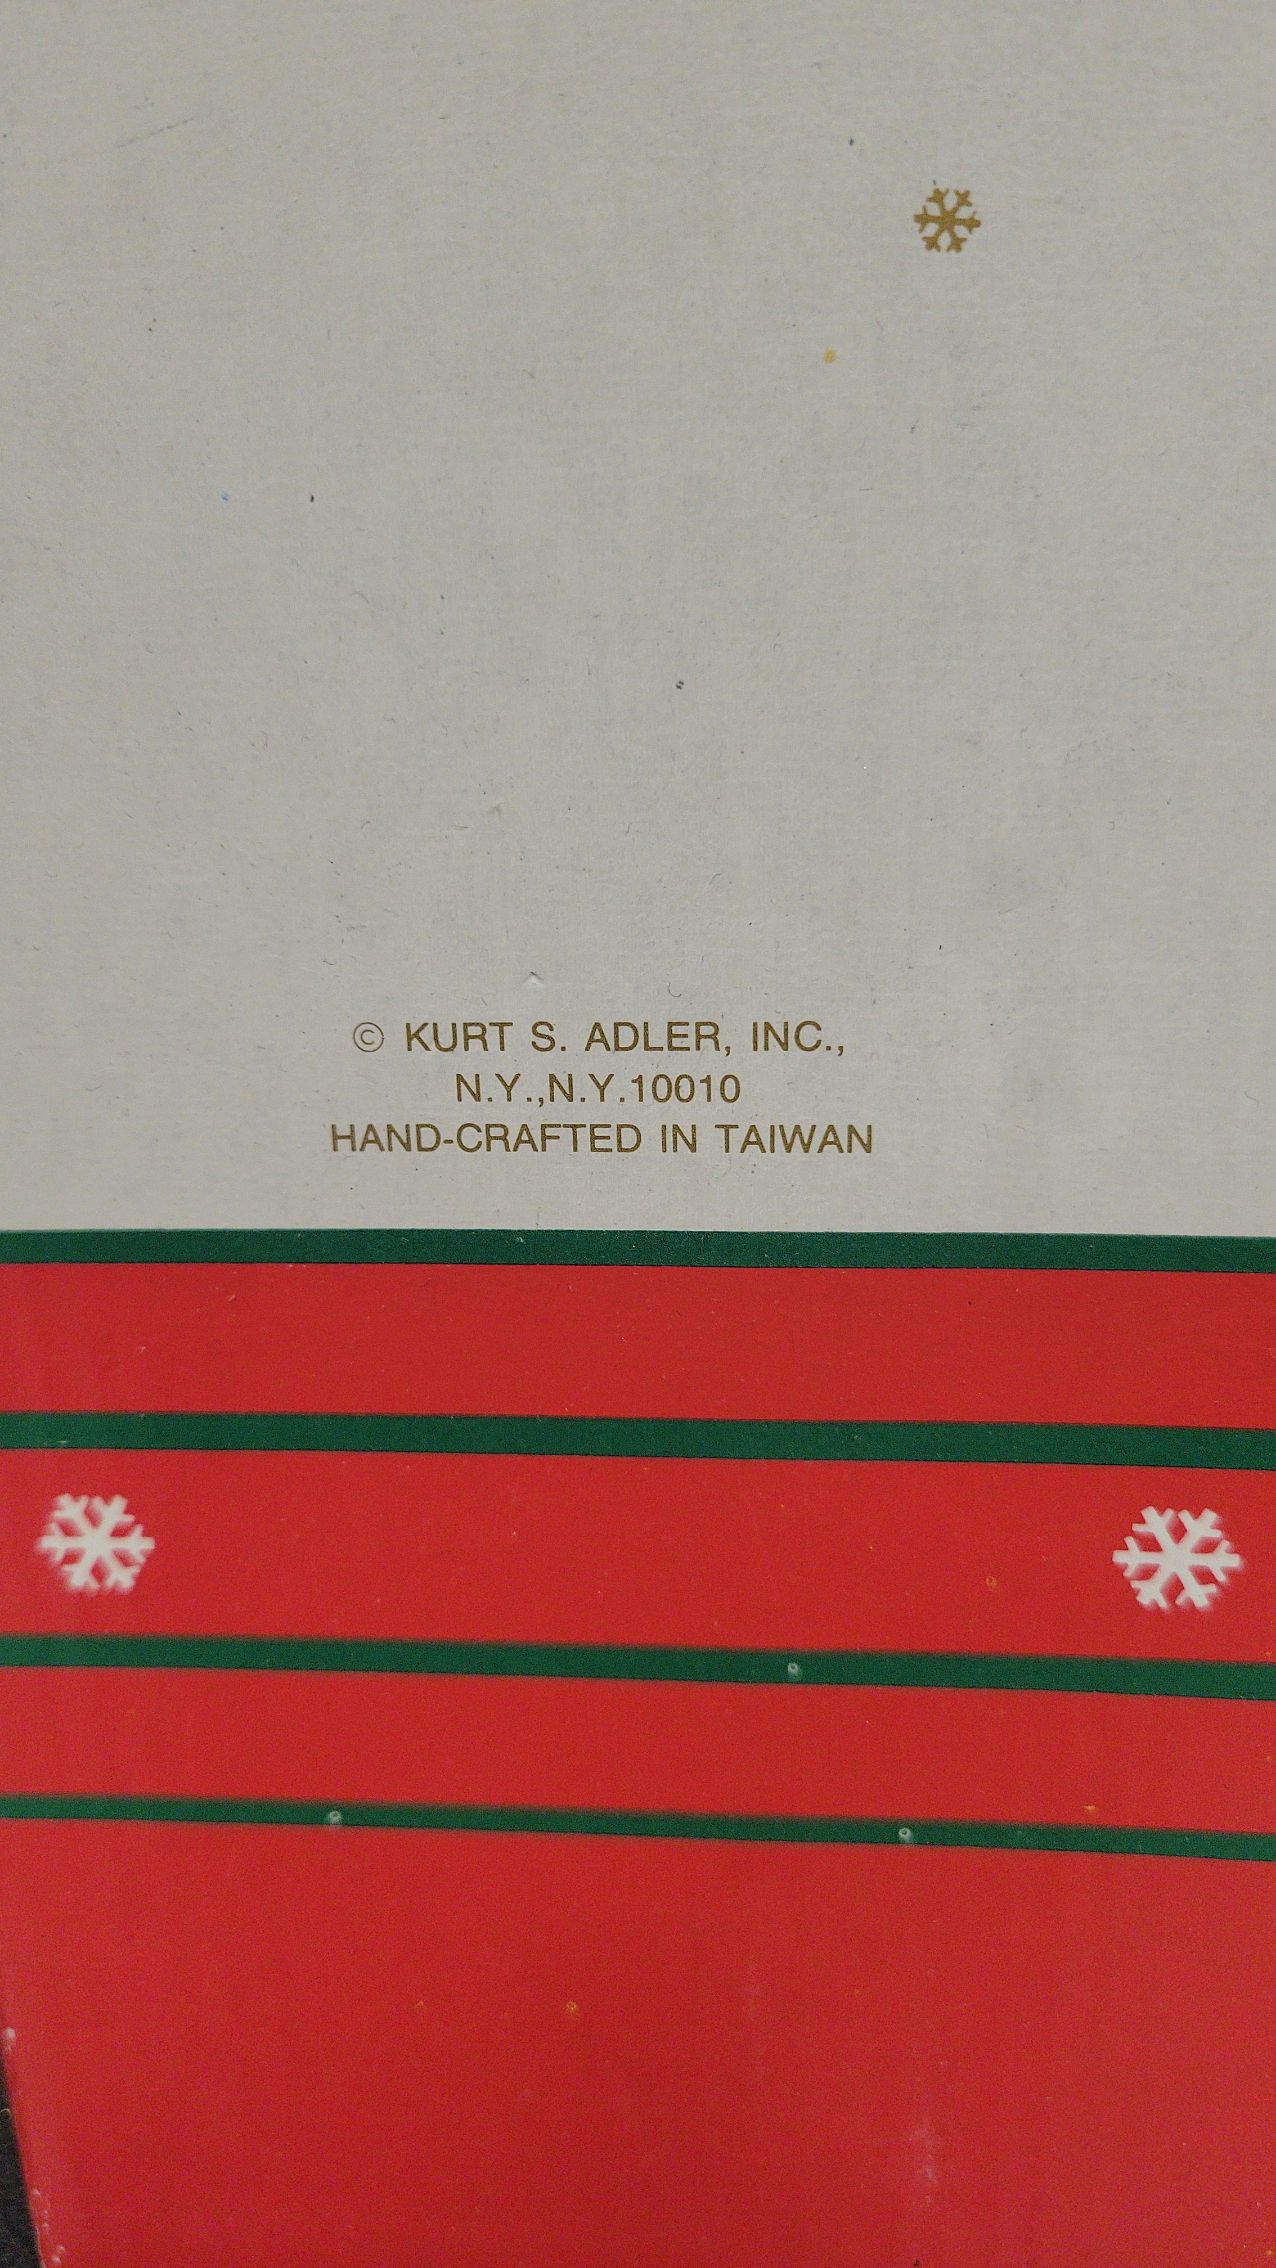 © KURT S. ADLER, INC.,
N.Y.,N.Y.10010
HAND-CRAFTED IN TAIWAN